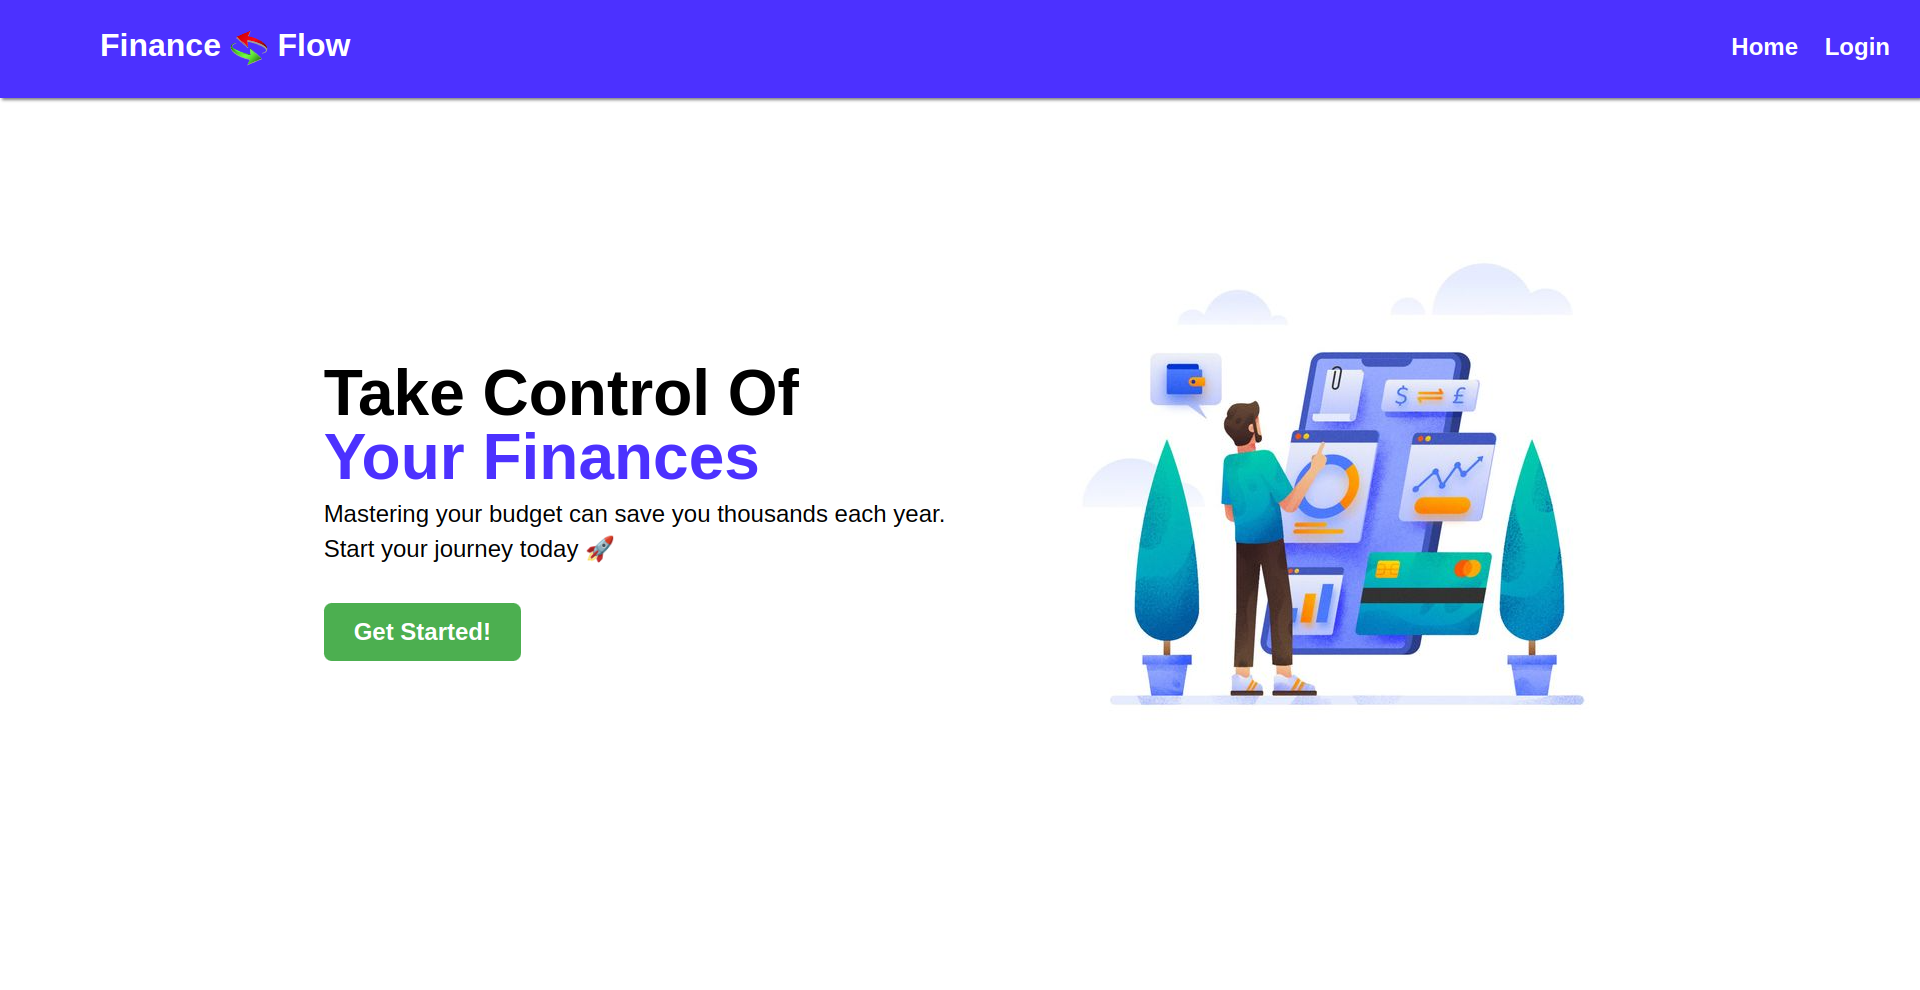 Finance Flow
Home Login
Take Control Of
Your Finances
Mastering your budget can save you thousands each year.
Start your journey today 🚀
Get Started!
$ £